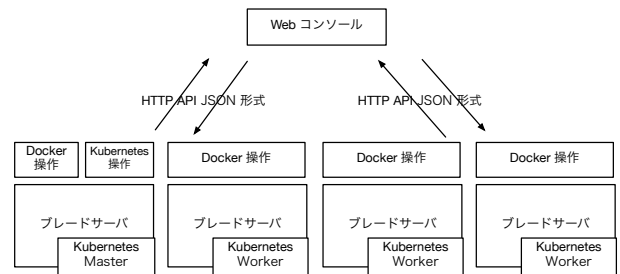 Web コンソール
HTTP API JSON 形式
HTTP API JSON 形式
Docker
操作
Kubernetes
操作
Docker 操作
Docker 操作
Docker 操作
ブレードサーバ
ブレードサーバ
ブレードサーバ
ブレードサーバ
Kubernetes
Master
Kubernetes
Worker
Kubernetes
Worker
Kubernetes
Worker